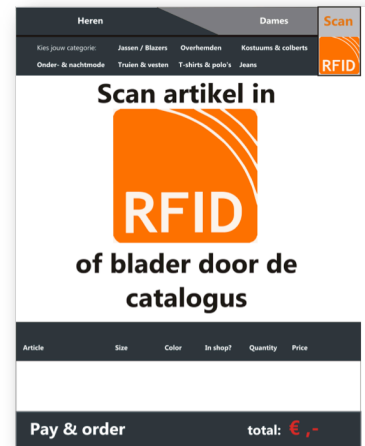 Heren Dames Scan
Kies jouw categorie: Jassen / Blazers Overhemden Kostuums & colberts
Onder- & nachtmode Truien & vesten T-shirts & polo's Jeans
RFID
Scan artikel in
RFID
of blader door de
catalogus
Article Size Color In shop? Quantity Price
Pay & order total: € ,-